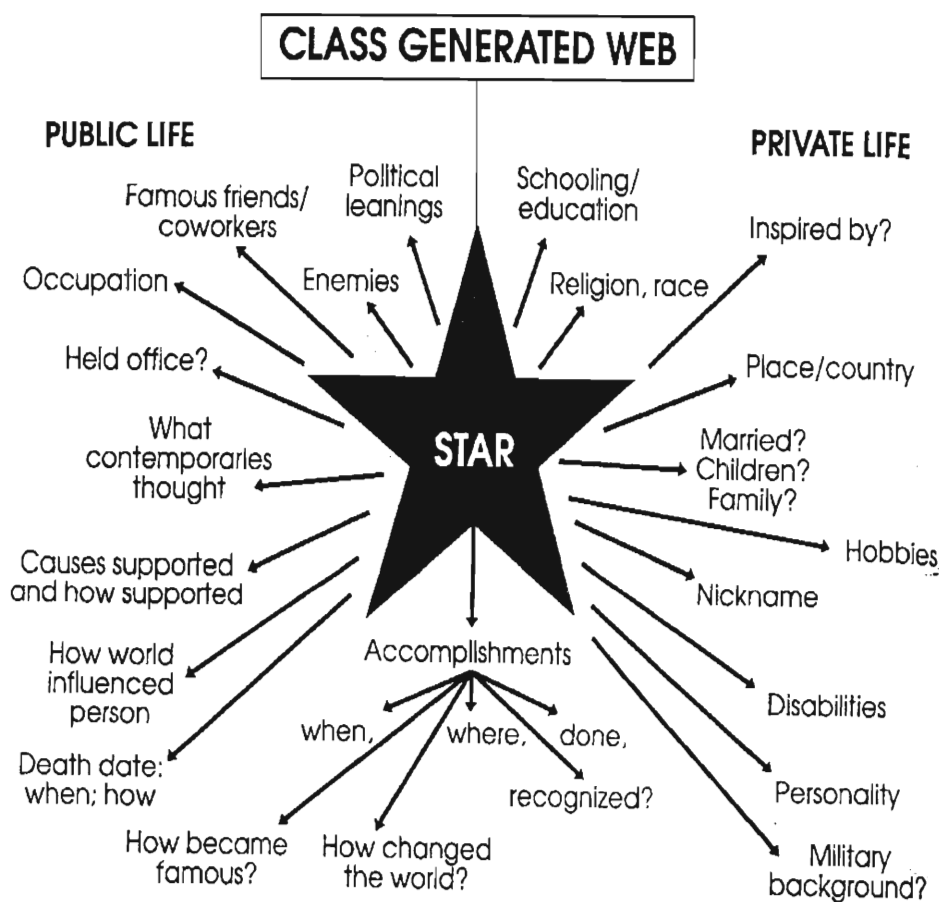 CLASS GENERATED WEB
PUBLIC LIFE
PRIVATE LIFE
Famous friends/
coworkers
Political
leanings
Schooling/
education
Inspired by?
Occupation
Enemies
Religion, race
Held office?
Place/country
What
contemporaries
thought
STAR
Married?
Children?
Family?
Hobbies
Causes supported
and how supported
Nickname
How world
influenced
person
Accomplishments
Disabilities
when,
where,
done,
Death date:
when; how
recognized?
Personality
How became
famous?
How changed
the world?
Military
background?